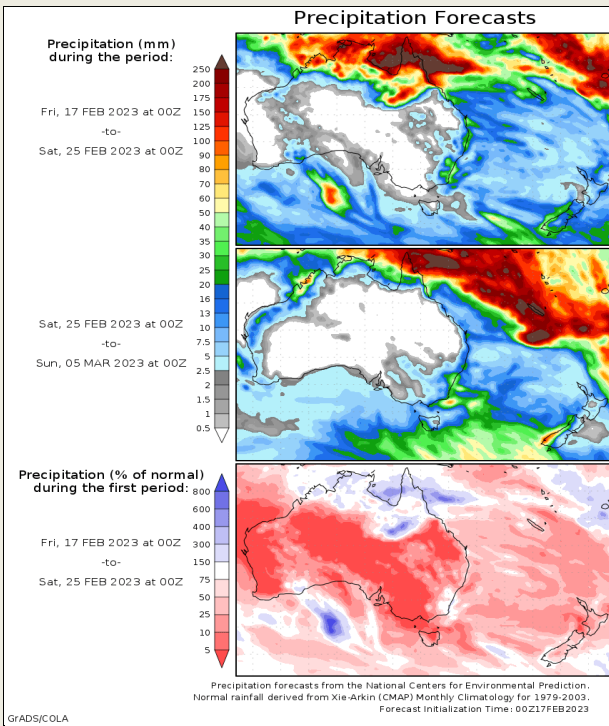 Precipitation Forecasts
Precipitation (mm)
during the period:
Fri, 17 FEB 2023 at 00Z
-to-
Sat, 25 FEB 2023 at 00Z
250
200
175
150
125
100
90
80
70
60
50
40
35
30
25
20
16
13
10
7.5
5
2.5
2
1.5
1
0.5
Sat, 25 FEB 2023 at 00Z
-to-
Sun, 05 MAR 2023 at 00Z
Precipitation (% of normal)
during the first period:
Fri, 17 FEB 2023 at 00Z
-to-
Sat, 25 FEB 2023 at 00Z
800
600
400
300
150
75
50
25
10
5
Precipitation forecasts from the National Centers for Environmental Prediction.
Normal rainfall derived from Xie-Arkin (CMAP) Monthly Climatology for 1979-2003.
Forecast Initialization Time: 00Z17FEB2023
GrADS/COLA